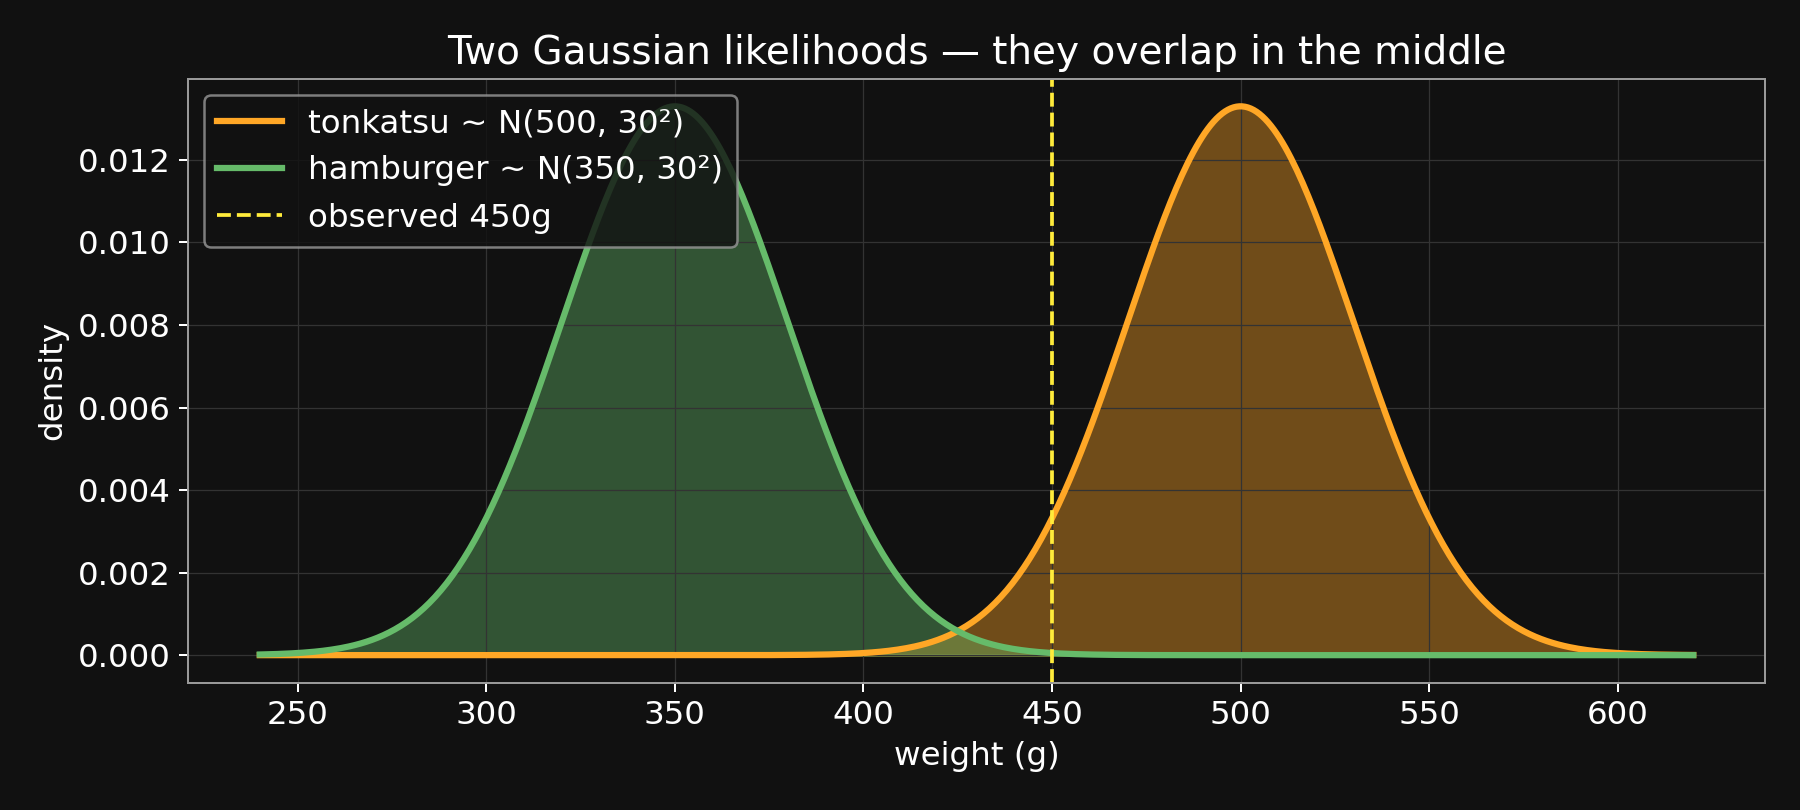 Two Gaussian likelihoods — they overlap in the middle
tonkatsu ~ N(500, 30²)
hamburger ~ N(350, 30²)
observed 450g
density
0.012
0.010
0.008
0.006
0.004
0.002
0.000
250 300 350 400 450 500 550 600
weight (g)